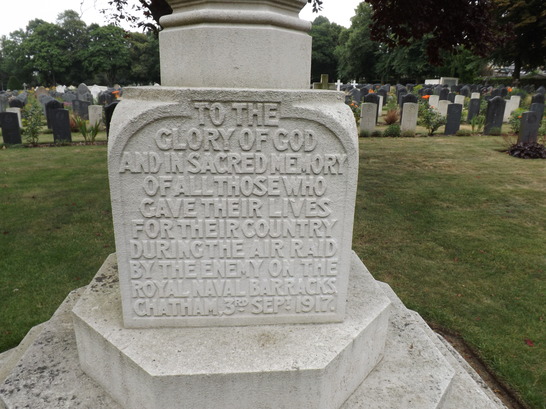 TO THE
GLORY OF GOD
AND IN SACRED MEMORY
OF ALL THOSE WHO
GAVE THEIR LIVES
FOR THEIR COUNTRY
DURING THE AIR RAID
BY THE ENEMY ON THE
ROYAL NAVAL BARRACKS
CHATHAM. 3RD SEPT 1917.